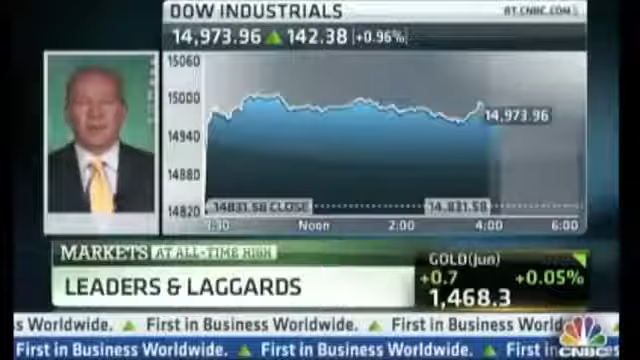 DOW INDUSTRIALS
RT.CNBC.COM
14,973.96 ▲ 142.38 [+0.96%]
15060
15000
14940
14880
14820
14,973.96
14831.58 CLOSE
14,831.58
9:30 Noon 2:00 4:00 6:00
MARKETS AT ALL-TIME HIGH
LEADERS & LAGGARDS
GOLD(Jun)
+0.7 +0.05%
1,468.3
s Worldwide. ▲ First in Business Worldwide. ▲ First in Business Worldwide.
First in Business Worldwide. ▲ First in Business Worldwide. ▲ First i
CNBC